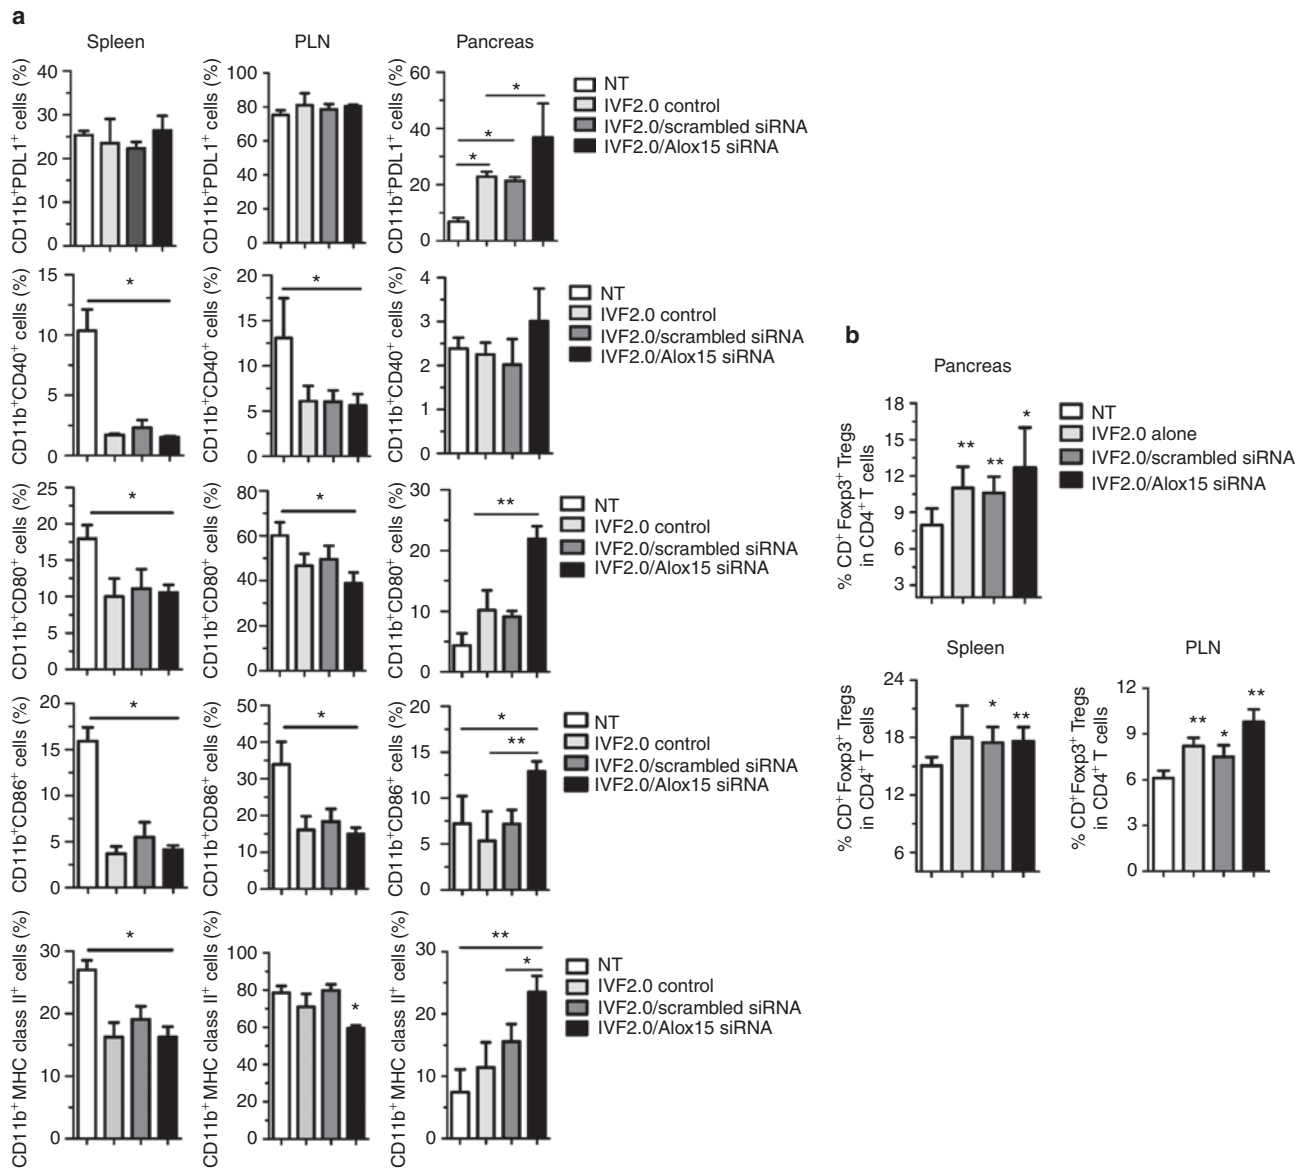 a
Spleen
PLN
Pancreas
CD11b⁺PDL1⁺ cells (%)
40
30
20
10
0
CD11b⁺PDL1⁺ cells (%)
100
80
60
40
20
0
CD11b⁺PDL1⁺ cells (%)
60
40
20
0
*
*
*
NT
IVF2.0 control
IVF2.0/scrambled siRNA
IVF2.0/Alox15 siRNA
CD11b⁺CD40⁺ cells (%)
15
10
5
0
*
CD11b⁺CD40⁺ cells (%)
20
15
10
5
0
*
CD11b⁺CD40⁺ cells (%)
4
3
2
1
0
NT
IVF2.0 control
IVF2.0/scrambled siRNA
IVF2.0/Alox15 siRNA
CD11b⁺CD80⁺ cells (%)
25
20
15
10
5
0
*
CD11b⁺CD80⁺ cells (%)
80
60
40
20
0
*
CD11b⁺CD80⁺ cells (%)
30
20
10
0
**
NT
IVF2.0 control
IVF2.0/scrambled siRNA
IVF2.0/Alox15 siRNA
CD11b⁺CD86⁺ cells (%)
20
15
10
5
0
*
CD11b⁺CD86⁺ cells (%)
50
40
30
20
10
0
*
CD11b⁺CD86⁺ cells (%)
20
15
10
5
0
*
**
NT
IVF2.0 control
IVF2.0/scrambled siRNA
IVF2.0/Alox15 siRNA
CD11b⁺MHC class II⁺ cells (%)
30
20
10
0
*
CD11b⁺MHC class II⁺ cells (%)
100
80
60
40
20
0
*
CD11b⁺MHC class II⁺ cells (%)
30
20
10
0
**
*
NT
IVF2.0 control
IVF2.0/scrambled siRNA
IVF2.0/Alox15 siRNA
b
Pancreas
% CD⁺Foxp3⁺ Tregs
in CD4⁺ T cells
18
15
12
9
6
3
**
**
*
NT
IVF2.0 alone
IVF2.0/scrambled siRNA
IVF2.0/Alox15 siRNA
Spleen
% CD⁺Foxp3⁺ Tregs
in CD4⁺ T cells
24
18
12
6
*
**
PLN
% CD⁺Foxp3⁺ Tregs
in CD4⁺ T cells
12
9
6
3
0
**
*
**